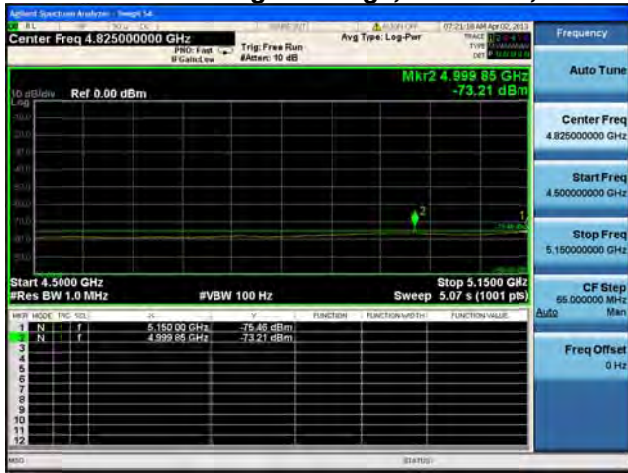 Agilent Spectrum Analyzer - Swept SA
07:21:18 AM Apr 02, 2013
Center Freq 4.825000000 GHz
Avg Type: Log-Pwr
TRACE
TYPE
DET
PNO: Fast
IFGain:Low
Trig: Free Run
#Atten: 10 dB
Mkr2 4.999 85 GHz
-73.21 dBm
10 dB/div
Log
Ref 0.00 dBm
2
1
Start 4.5000 GHz
Stop 5.1500 GHz
#Res BW 1.0 MHz
#VBW 100 Hz
Sweep 5.07 s (1001 pts)
MKR MODE TRC SCL X Y FUNCTION FUNCTION WIDTH FUNCTION VALUE
1 N f 5.150 00 GHz -75.46 dBm
2 N f 4.999 85 GHz -73.21 dBm
3
4
5
6
7
8
9
10
11
12
MSG
STATUS
Frequency
Auto Tune
Center Freq
4.825000000 GHz
Start Freq
4.500000000 GHz
Stop Freq
5.150000000 GHz
CF Step
65.000000 MHz
Auto Man
Freq Offset
0 Hz